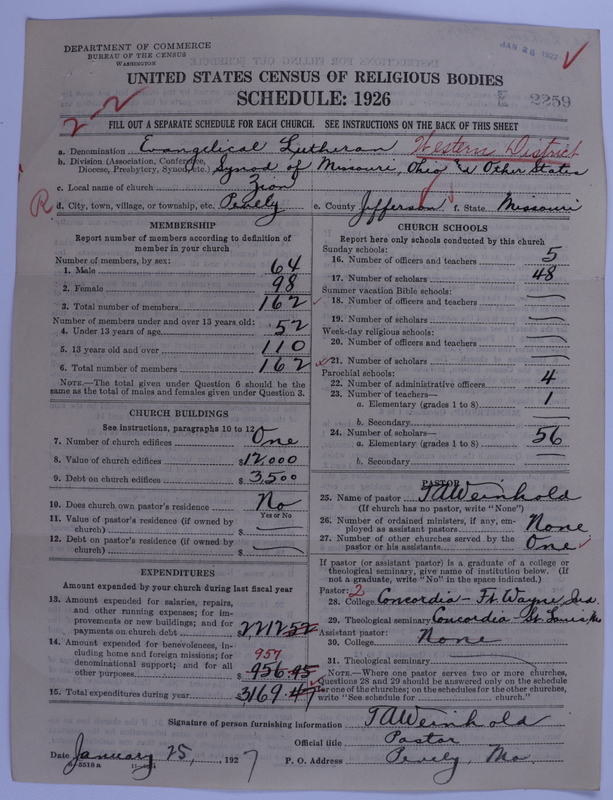 DEPARTMENT OF COMMERCE
BUREAU OF THE CENSUS
WASHINGTON
JAN 26 1927
UNITED STATES CENSUS OF RELIGIOUS BODIES
SCHEDULE: 1926
2-2
2259
FILL OUT A SEPARATE SCHEDULE FOR EACH CHURCH. SEE INSTRUCTIONS ON THE BACK OF THIS SHEET
a. Denomination Evangelical Lutheran Western District
b. Division (Association, Conference, Diocese, Presbytery, Synod, etc.) Synod of Missouri, Ohio & Other States
c. Local name of church Zion
R
d. City, town, village, or township, etc. Pevely e. County Jefferson f. State Missouri
MEMBERSHIP
Report number of members according to definition of
member in your church
Number of members, by sex:
1. Male 64
2. Female 98
3. Total number of members 162
Number of members under and over 13 years old:
4. Under 13 years of age 52
5. 13 years old and over 110
6. Total number of members 162
NOTE.—The total given under Question 6 should be
same as the total of males and females given under Question 3.
CHURCH BUILDINGS
See instructions, paragraphs 10 to 12
7. Number of church edifices One
8. Value of church edifices $12,000
9. Debt on church edifices $3,500
10. Does church own pastor's residence No
Yes or No
11. Value of pastor's residence (if owned by
church) $ —
12. Debt on pastor's residence (if owned by
church) $ —
EXPENDITURES
Amount expended by your church during last fiscal year
13. Amount expended for salaries, repairs,
and other running expenses; for im-
provements or new buildings; and for
payments on church debt $2212.52
14. Amount expended for benevolences, in-
cluding home and foreign missions; for
denominational support; and for all
other purposes $956.95
957
15. Total expenditures during year $3169.47
CHURCH SCHOOLS
Report here only schools conducted by this church
Sunday schools:
16. Number of officers and teachers 5
17. Number of scholars 48
Summer vacation Bible schools:
18. Number of officers and teachers —
19. Number of scholars —
Week-day religious schools:
20. Number of officers and teachers —
21. Number of scholars —
Parochial schools:
22. Number of administrative officers 4
23. Number of teachers—
a. Elementary (grades 1 to 8) 1
b. Secondary —
24. Number of scholars—
a. Elementary (grades 1 to 8) 56
b. Secondary —
PASTOR
25. Name of pastor TAWeinhold
(If church has no pastor, write "None")
26. Number of ordained ministers, if any, em-
ployed as assistant pastors None
27. Number of other churches served by the
pastor or his assistants One
If pastor (or assistant pastor) is a graduate of a college or
theological seminary, give name of institution below. (If
not a graduate, write "No" in the space indicated.)
Pastor: 2
28. College Concordia - Ft Wayne, Ind.
29. Theological seminary Concordia - St Louis Mo
Assistant pastor:
30. College None
31. Theological seminary —
NOTE.—Where one pastor serves two or more churches,
Questions 28 and 29 should be answered only on the schedule
for one of the churches; on the schedules for the other churches,
write "See schedule for church."
Signature of person furnishing information TAWeinhold
Official title Pastor
Date January 25, 1927 P. O. Address Pevely, Mo.